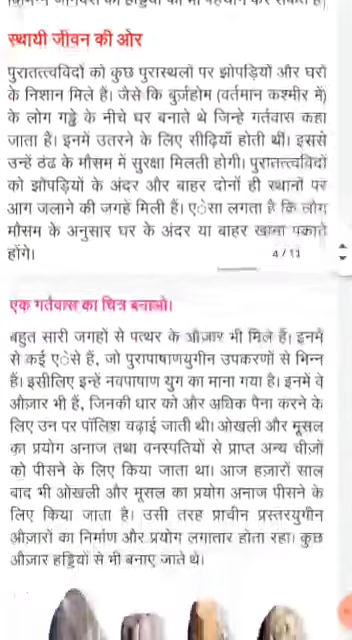 स्थायी जीवन की ओर
पुरातत्त्वविदों को कुछ पुरास्थलों पर झोपड़ियों और घरों
के निशान मिले हैं। जैसे कि बुर्ज़होम (वर्तमान कश्मीर में)
के लोग गड्ढे के नीचे घर बनाते थे जिन्हें गर्तवास कहा
जाता है। इनमें उतरने के लिए सीढ़ियाँ होती थीं। इससे
उन्हें ठंढ के मौसम में सुरक्षा मिलती होगी। पुरातत्त्वविदों
को झोपड़ियों के अंदर और बाहर दोनों ही स्थानों पर
आग जलाने की जगहें मिली हैं। एेसा लगता है कि लोग
मौसम के अनुसार घर के अंदर या बाहर खाना पकाते
होंगे।
4/11
एक गर्तवास का चित्र बनाओ।
बहुत सारी जगहों से पत्थर के औज़ार भी मिले हैं। इनमें
से कई एेसे हैं, जो पुरापाषाणयुगीन उपकरणों से भिन्न
हैं। इसीलिए इन्हें नवपाषाण युग का माना गया है। इनमें वे
औज़ार भी हैं, जिनकी धार को और अधिक पैना करने के
लिए उन पर पॉलिश चढ़ाई जाती थी। ओखली और मूसल
का प्रयोग अनाज तथा वनस्पतियों से प्राप्त अन्य चीज़ों
को पीसने के लिए किया जाता था। आज हज़ारों साल
बाद भी ओखली और मूसल का प्रयोग अनाज पीसने के
लिए किया जाता है। उसी तरह प्राचीन प्रस्तरयुगीन
औज़ारों का निर्माण और प्रयोग लगातार होता रहा। कुछ
औज़ार हड्डियों से भी बनाए जाते थे।